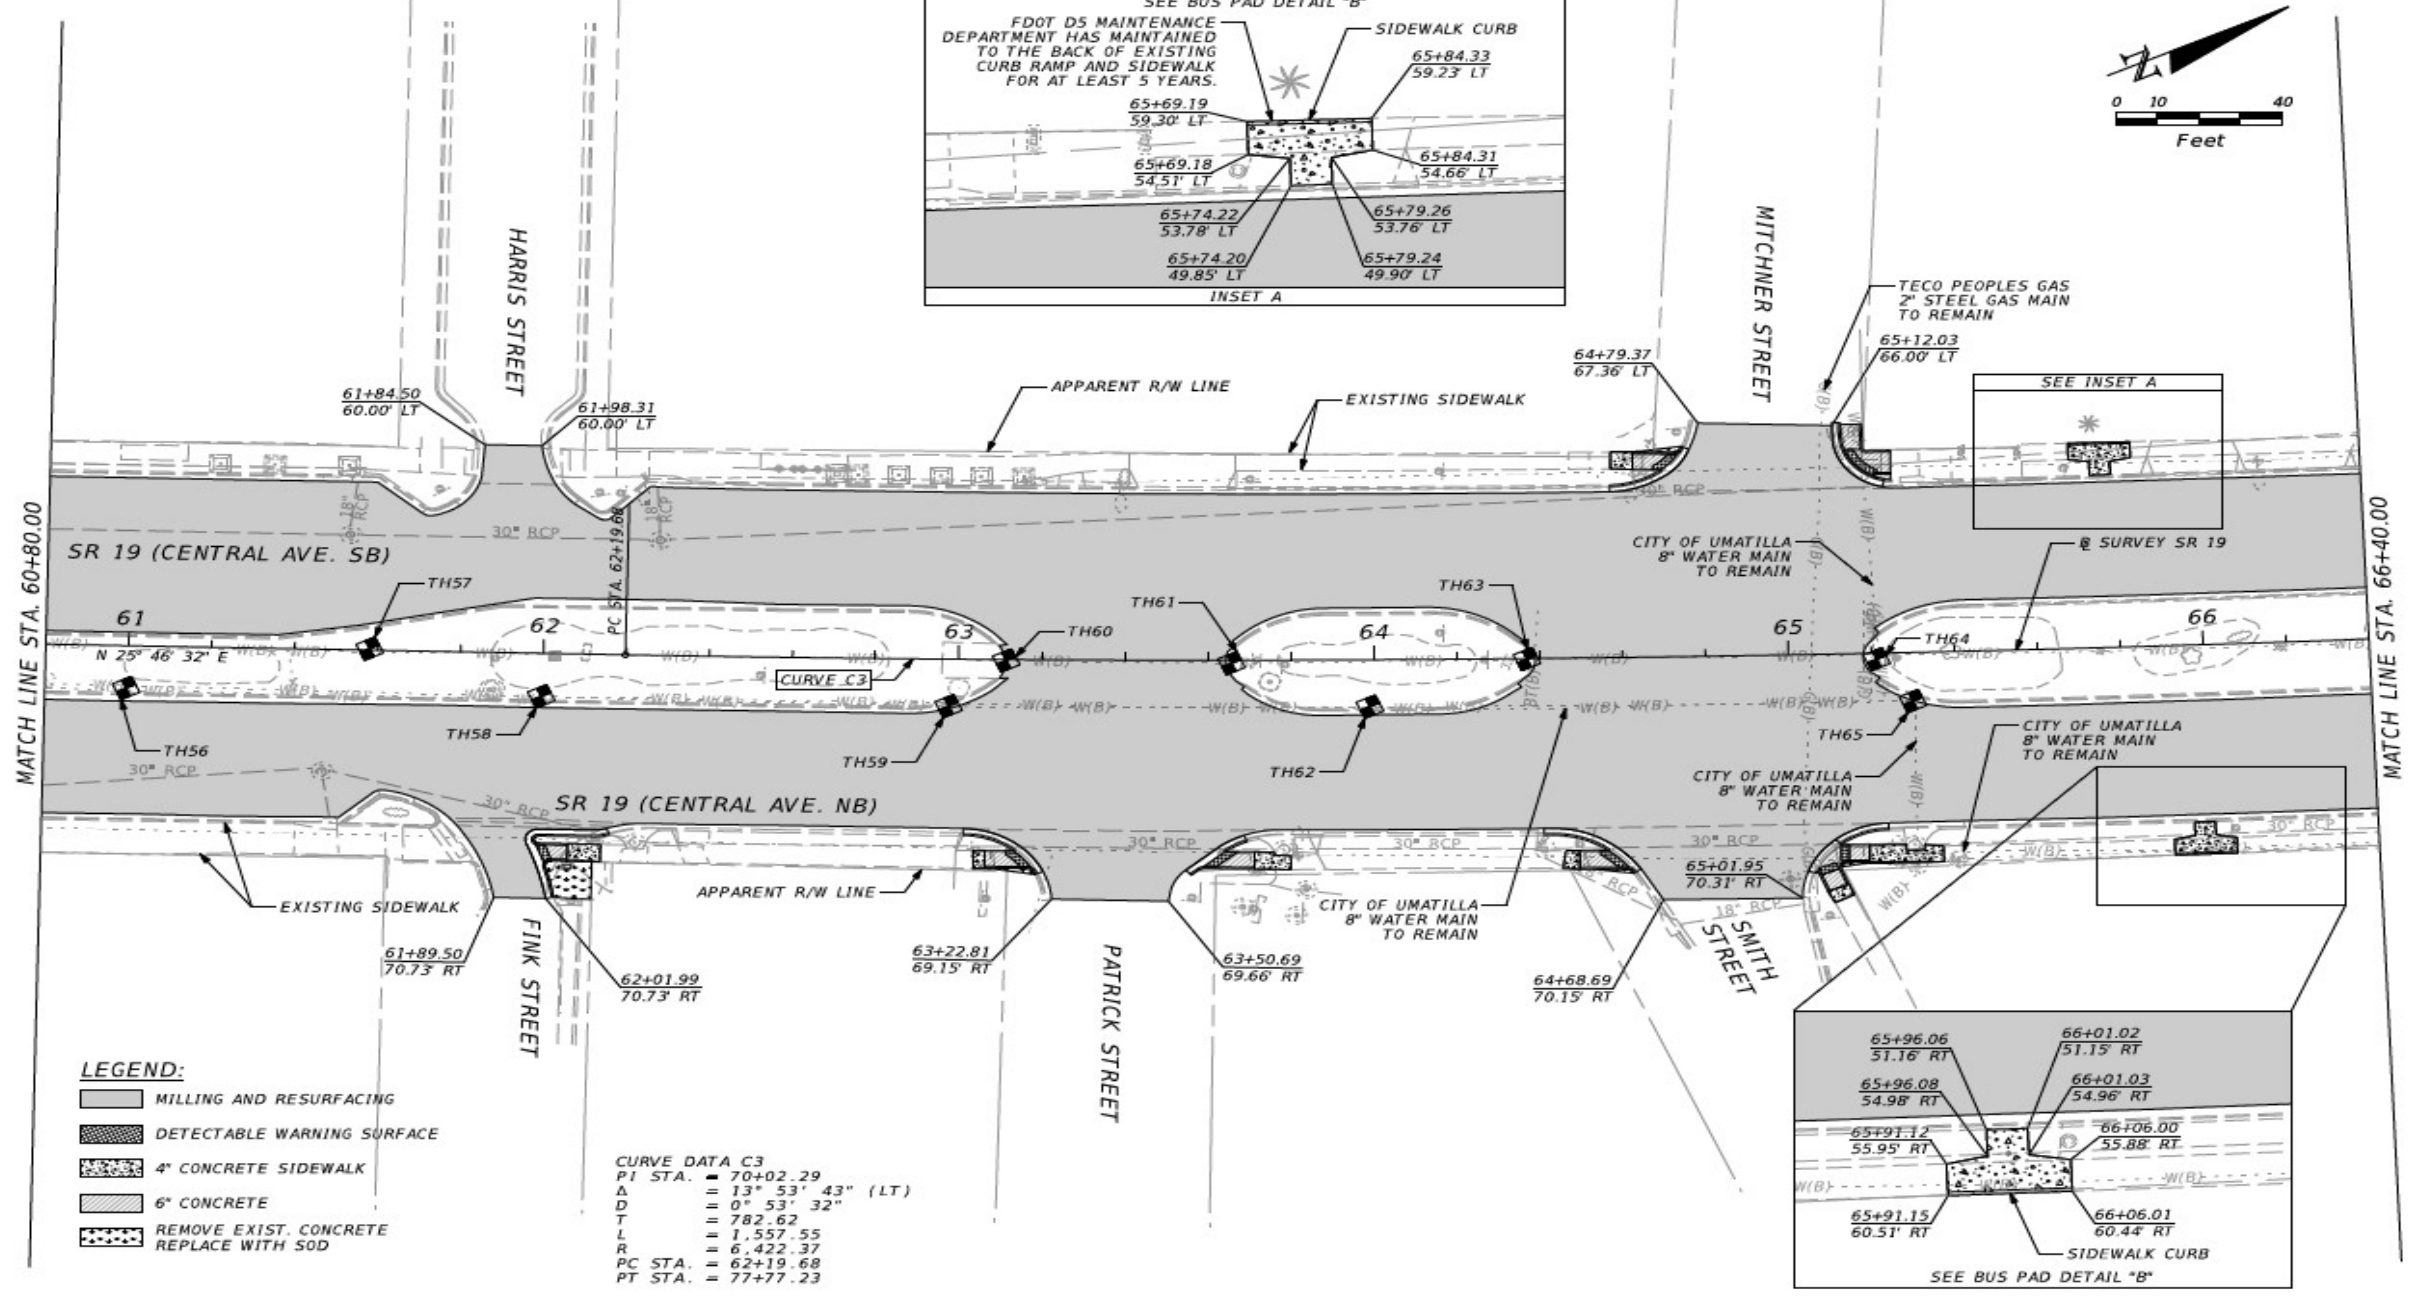 SEE BUS PAD DETAIL "B"
FDOT D5 MAINTENANCE
DEPARTMENT HAS MAINTAINED
TO THE BACK OF EXISTING
CURB RAMP AND SIDEWALK
FOR AT LEAST 5 YEARS.
SIDEWALK CURB
65+84.33
59.23' LT
65+69.19
59.30' LT
65+69.18
54.51' LT
65+84.31
54.66' LT
65+74.22
53.78' LT
65+79.26
53.76' LT
65+74.20
49.85' LT
65+79.24
49.90' LT
INSET A
N
0 10 40
Feet
HARRIS STREET
MITCHNER STREET
TECO PEOPLES GAS
2" STEEL GAS MAIN
TO REMAIN
65+12.03
66.00' LT
64+79.37
67.36' LT
61+84.50
60.00' LT
61+98.31
60.00' LT
APPARENT R/W LINE
EXISTING SIDEWALK
SEE INSET A
MATCH LINE STA. 60+80.00
MATCH LINE STA. 66+40.00
18" RCP
18" RCP
30" RCP
30" RCP
SR 19 (CENTRAL AVE. SB)
PC STA. 62+19.68
CITY OF UMATILLA
8" WATER MAIN
TO REMAIN
℄ SURVEY SR 19
TH57
TH61
TH63
TH60
TH64
61
62
63
64
65
66
N 25° 46' 32" E
CURVE C3
W(B) W(B) W(B) W(B) W(B) W(B) W(B) W(B)
W(B) W(B) W(B) W(B) W(B) W(B) W(B) W(B)
TH56
TH58
TH59
TH62
TH65
CITY OF UMATILLA
8" WATER MAIN
TO REMAIN
CITY OF UMATILLA
8" WATER MAIN
TO REMAIN
30" RCP
30" RCP
SR 19 (CENTRAL AVE. NB)
30" RCP
30" RCP
30" RCP
30" RCP
EXISTING SIDEWALK
APPARENT R/W LINE
CITY OF UMATILLA
8" WATER MAIN
TO REMAIN
65+01.95
70.31' RT
18" RCP
W(B)
61+89.50
70.73' RT
62+01.99
70.73' RT
63+22.81
69.15' RT
63+50.69
69.66' RT
64+68.69
70.15' RT
FINK STREET
PATRICK STREET
SMITH
STREET
LEGEND:
MILLING AND RESURFACING
DETECTABLE WARNING SURFACE
4" CONCRETE SIDEWALK
6" CONCRETE
REMOVE EXIST. CONCRETE
REPLACE WITH SOD
CURVE DATA C3
PI STA. = 70+02.29
Δ = 13° 53' 43" (LT)
D = 0° 53' 32"
T = 782.62
L = 1,557.55
R = 6,422.37
PC STA. = 62+19.68
PT STA. = 77+77.23
65+96.06
51.16' RT
66+01.02
51.15' RT
65+96.08
54.98' RT
66+01.03
54.96' RT
65+91.12
55.95' RT
66+06.00
55.88' RT
W(B) W(B) W(B)
65+91.15
60.51' RT
66+06.01
60.44' RT
SIDEWALK CURB
SEE BUS PAD DETAIL "B"